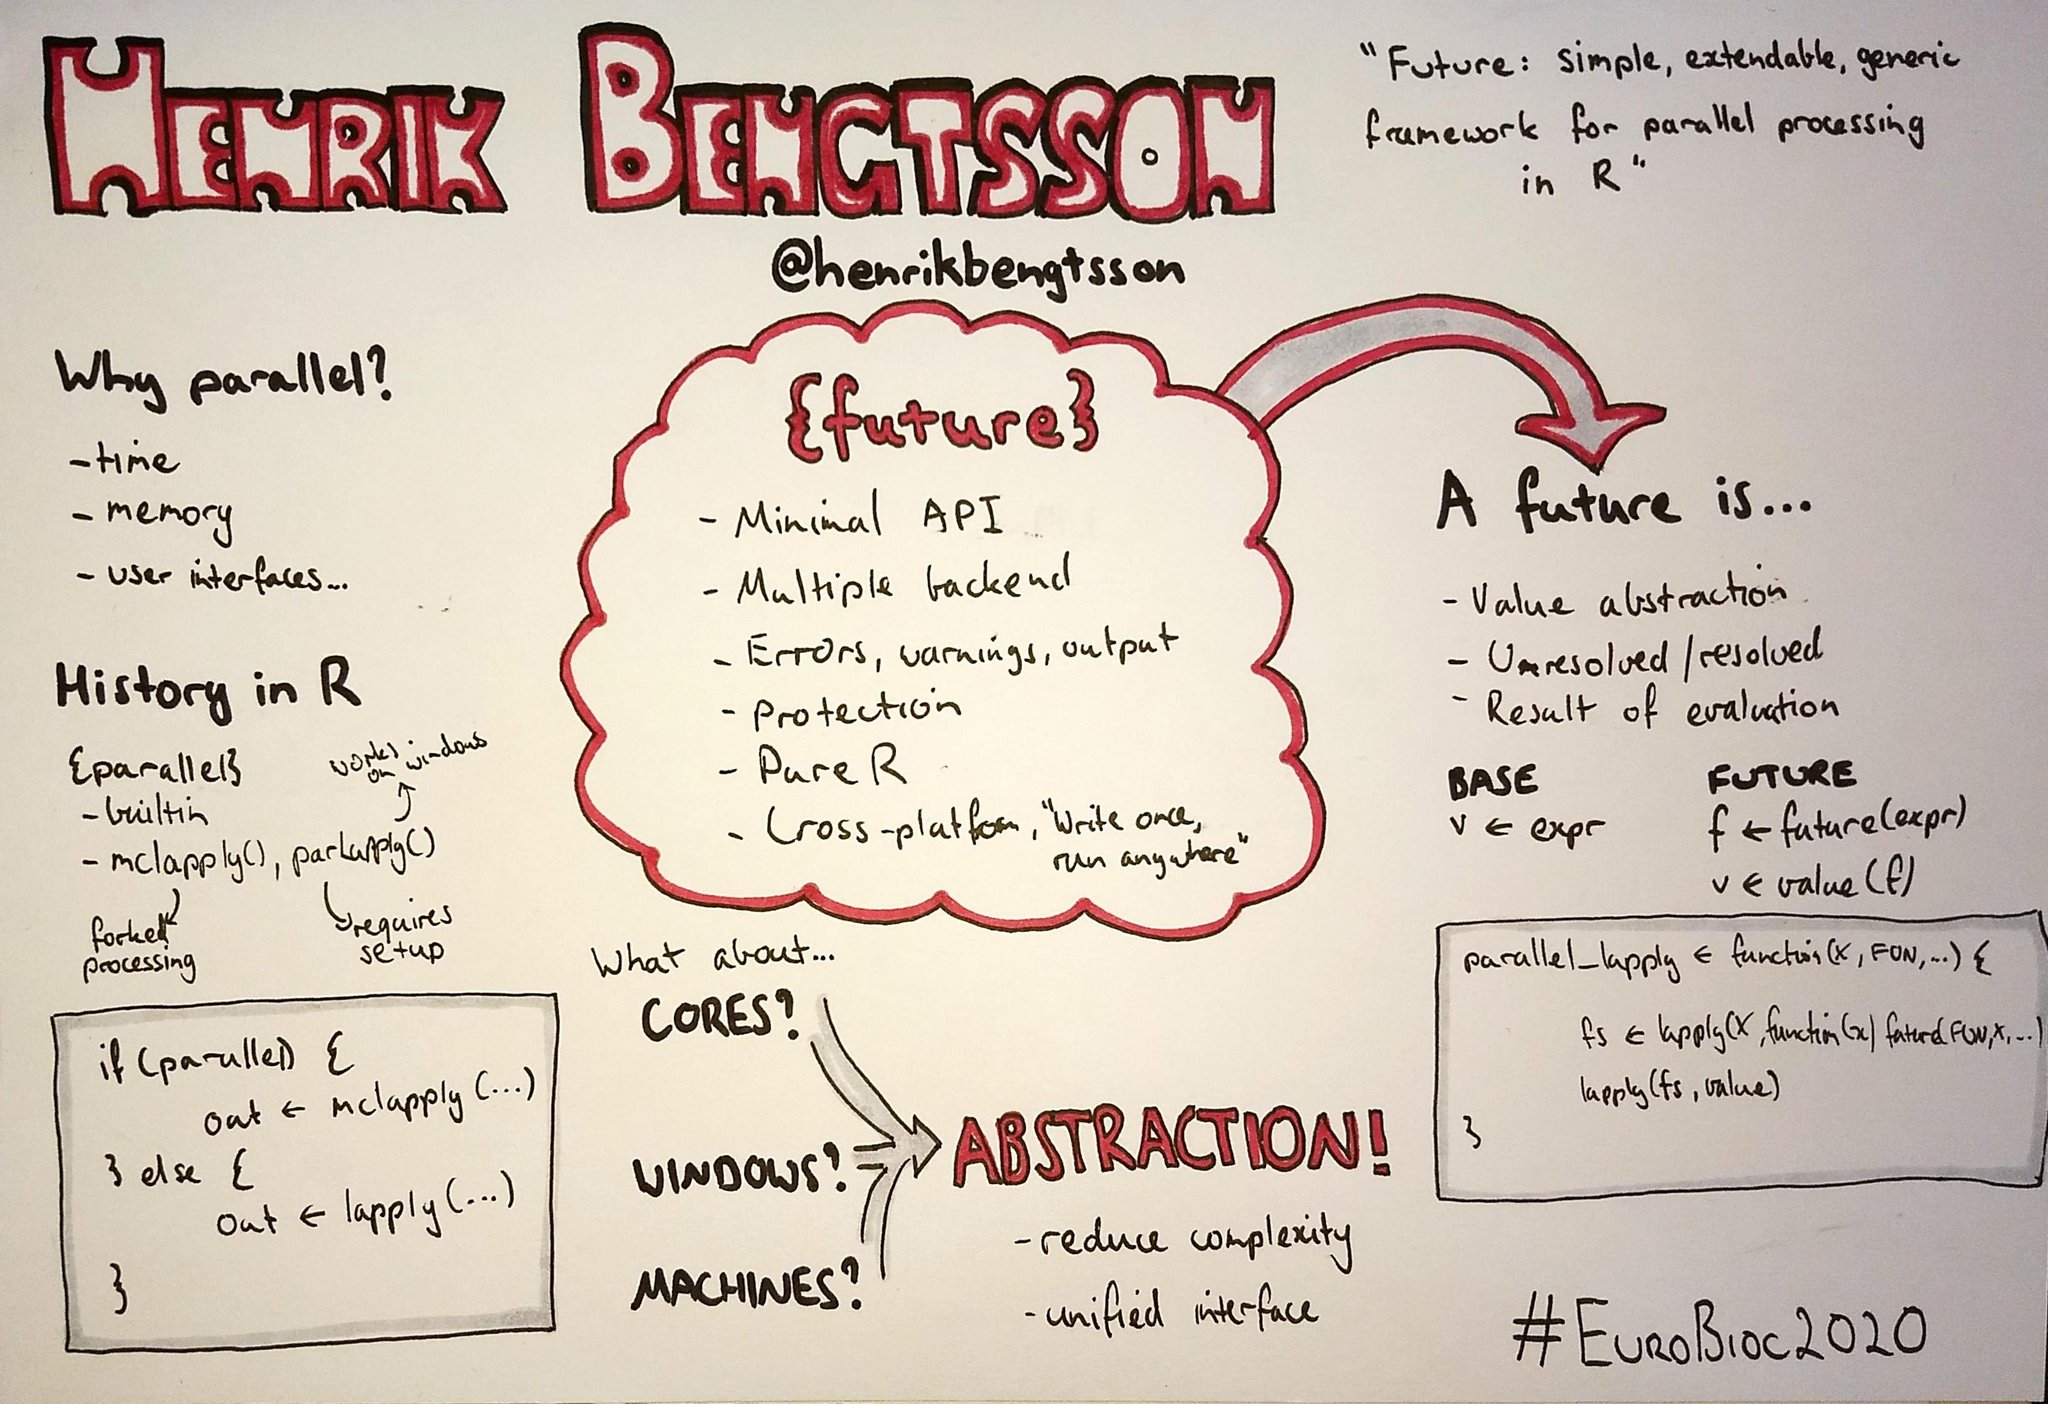 HENRIK BENGTSSON
@henrikbengtsson
"Future: simple, extendable, generic
framework for parallel processing
in R"
Why parallel?
- time
- memory
- user interfaces...
History in R
{parallel}
- builtin
- mclapply(), parLapply()
works
on windows
forked
processing
requires
setup
if (parallel) {
out ← mclapply(...)
} else {
out ← lapply(...)
}
{future}
- Minimal API
- Multiple backend
- Errors, warnings, output
- Protection
- Pure R
- Cross-platform, "Write once,
run anywhere"
What about...
CORES?
WINDOWS?
MACHINES?
ABSTRACTION!
- reduce complexity
- unified interface
A future is...
- Value abstraction
- Unresolved/resolved
- Result of evaluation
BASE
v ← expr
FUTURE
f ← future(expr)
v ← value(f)
parallel_lapply ← function(X, FUN,...) {
fs ← lapply(X, function(x) future(FUN,x,...)
lapply(fs, value)
}
#EUROBIOC2020